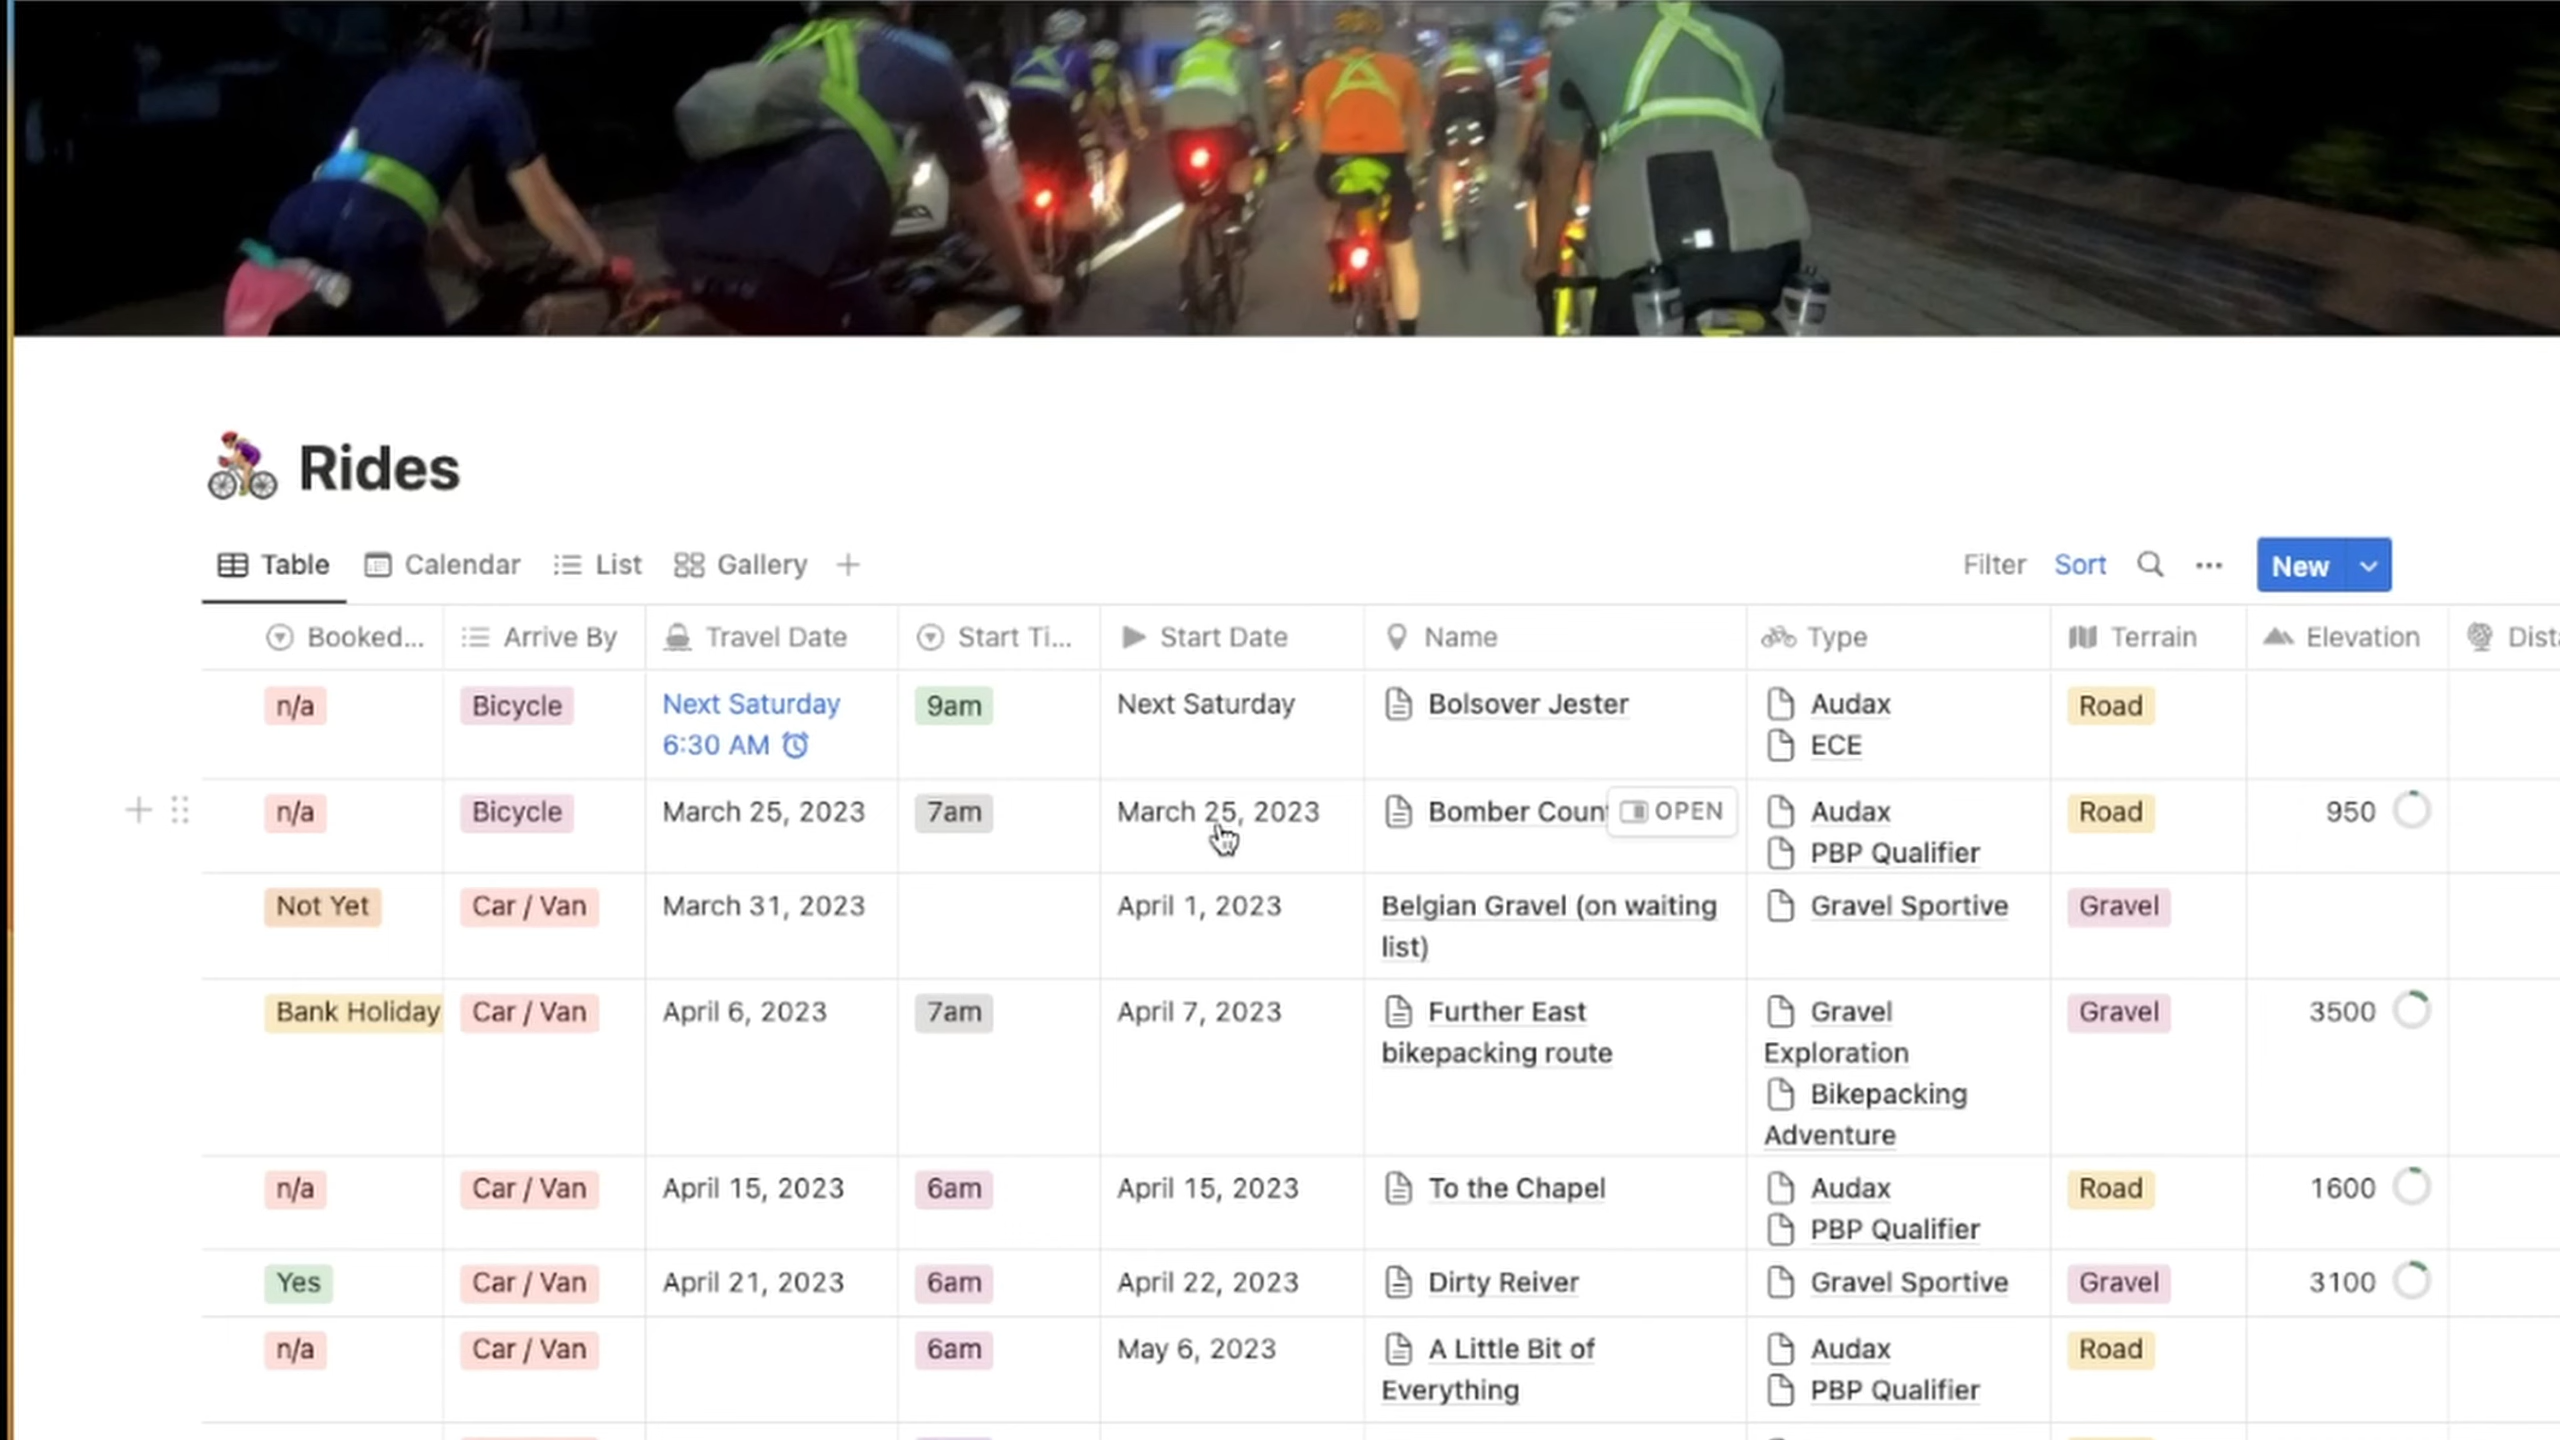 Rides
Table Calendar List Gallery
Filter Sort New
Booked... Arrive By Travel Date Start Ti... Start Date Name Type Terrain Elevation Dist
n/a Bicycle Next Saturday 9am Next Saturday Bolsover Jester Audax Road
6:30 AM ECE
n/a Bicycle March 25, 2023 7am March 25, 2023 Bomber Coun OPEN Audax Road 950
PBP Qualifier
Not Yet Car / Van March 31, 2023 April 1, 2023 Belgian Gravel (on waiting Gravel Sportive Gravel
list)
Bank Holiday Car / Van April 6, 2023 7am April 7, 2023 Further East Gravel Gravel 3500
bikepacking route Exploration
Bikepacking
Adventure
n/a Car / Van April 15, 2023 6am April 15, 2023 To the Chapel Audax Road 1600
PBP Qualifier
Yes Car / Van April 21, 2023 6am April 22, 2023 Dirty Reiver Gravel Sportive Gravel 3100
n/a Car / Van 6am May 6, 2023 A Little Bit of Audax Road
Everything PBP Qualifier